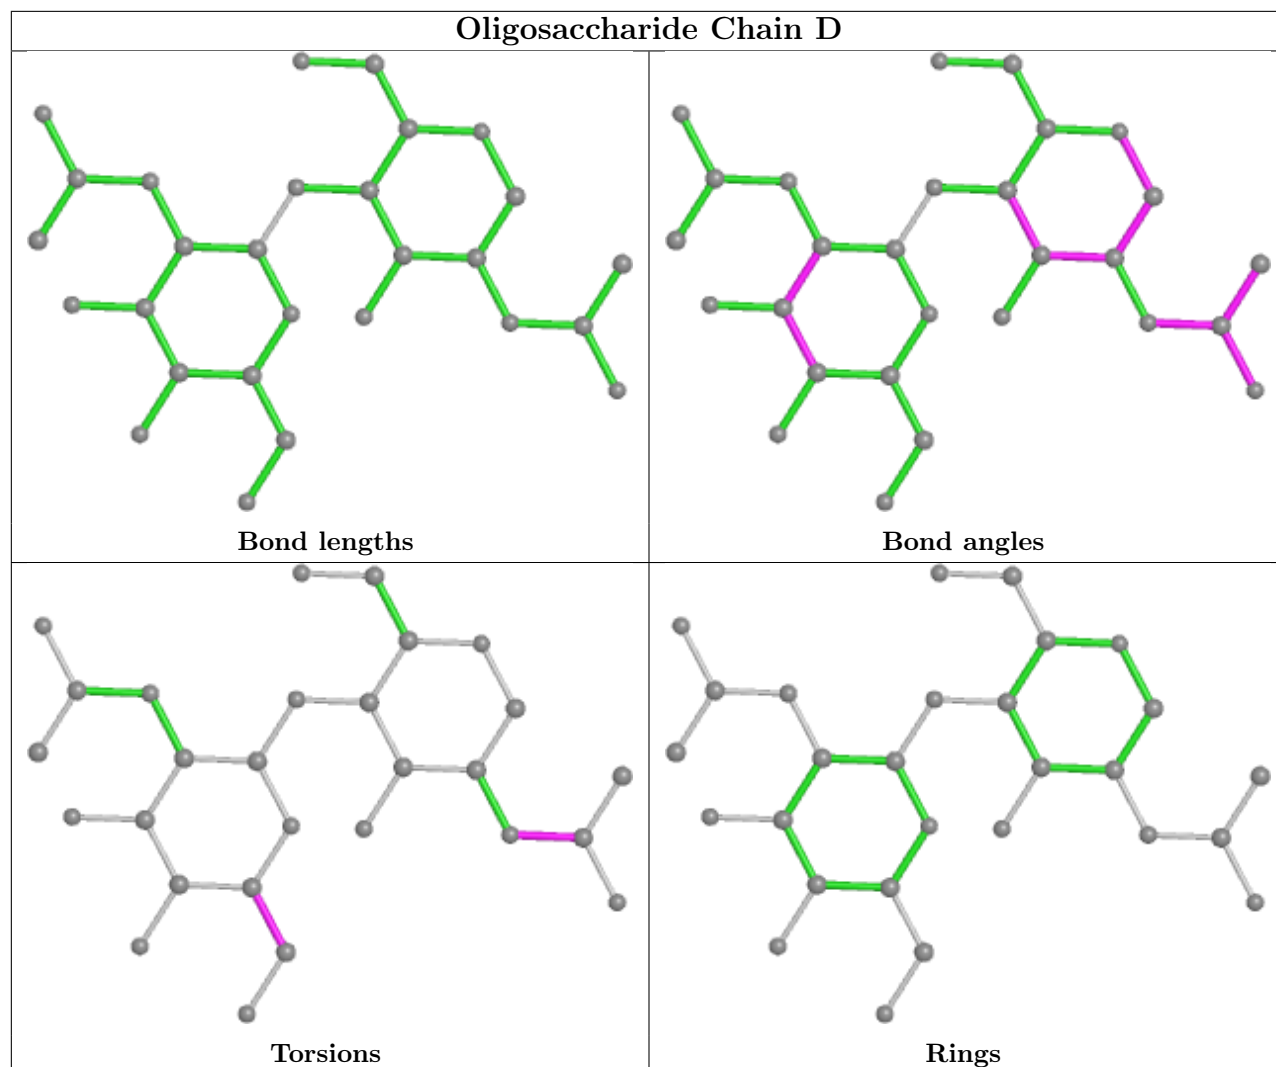 Oligosaccharide Chain D
Bond lengths
Bond angles
Torsions
Rings